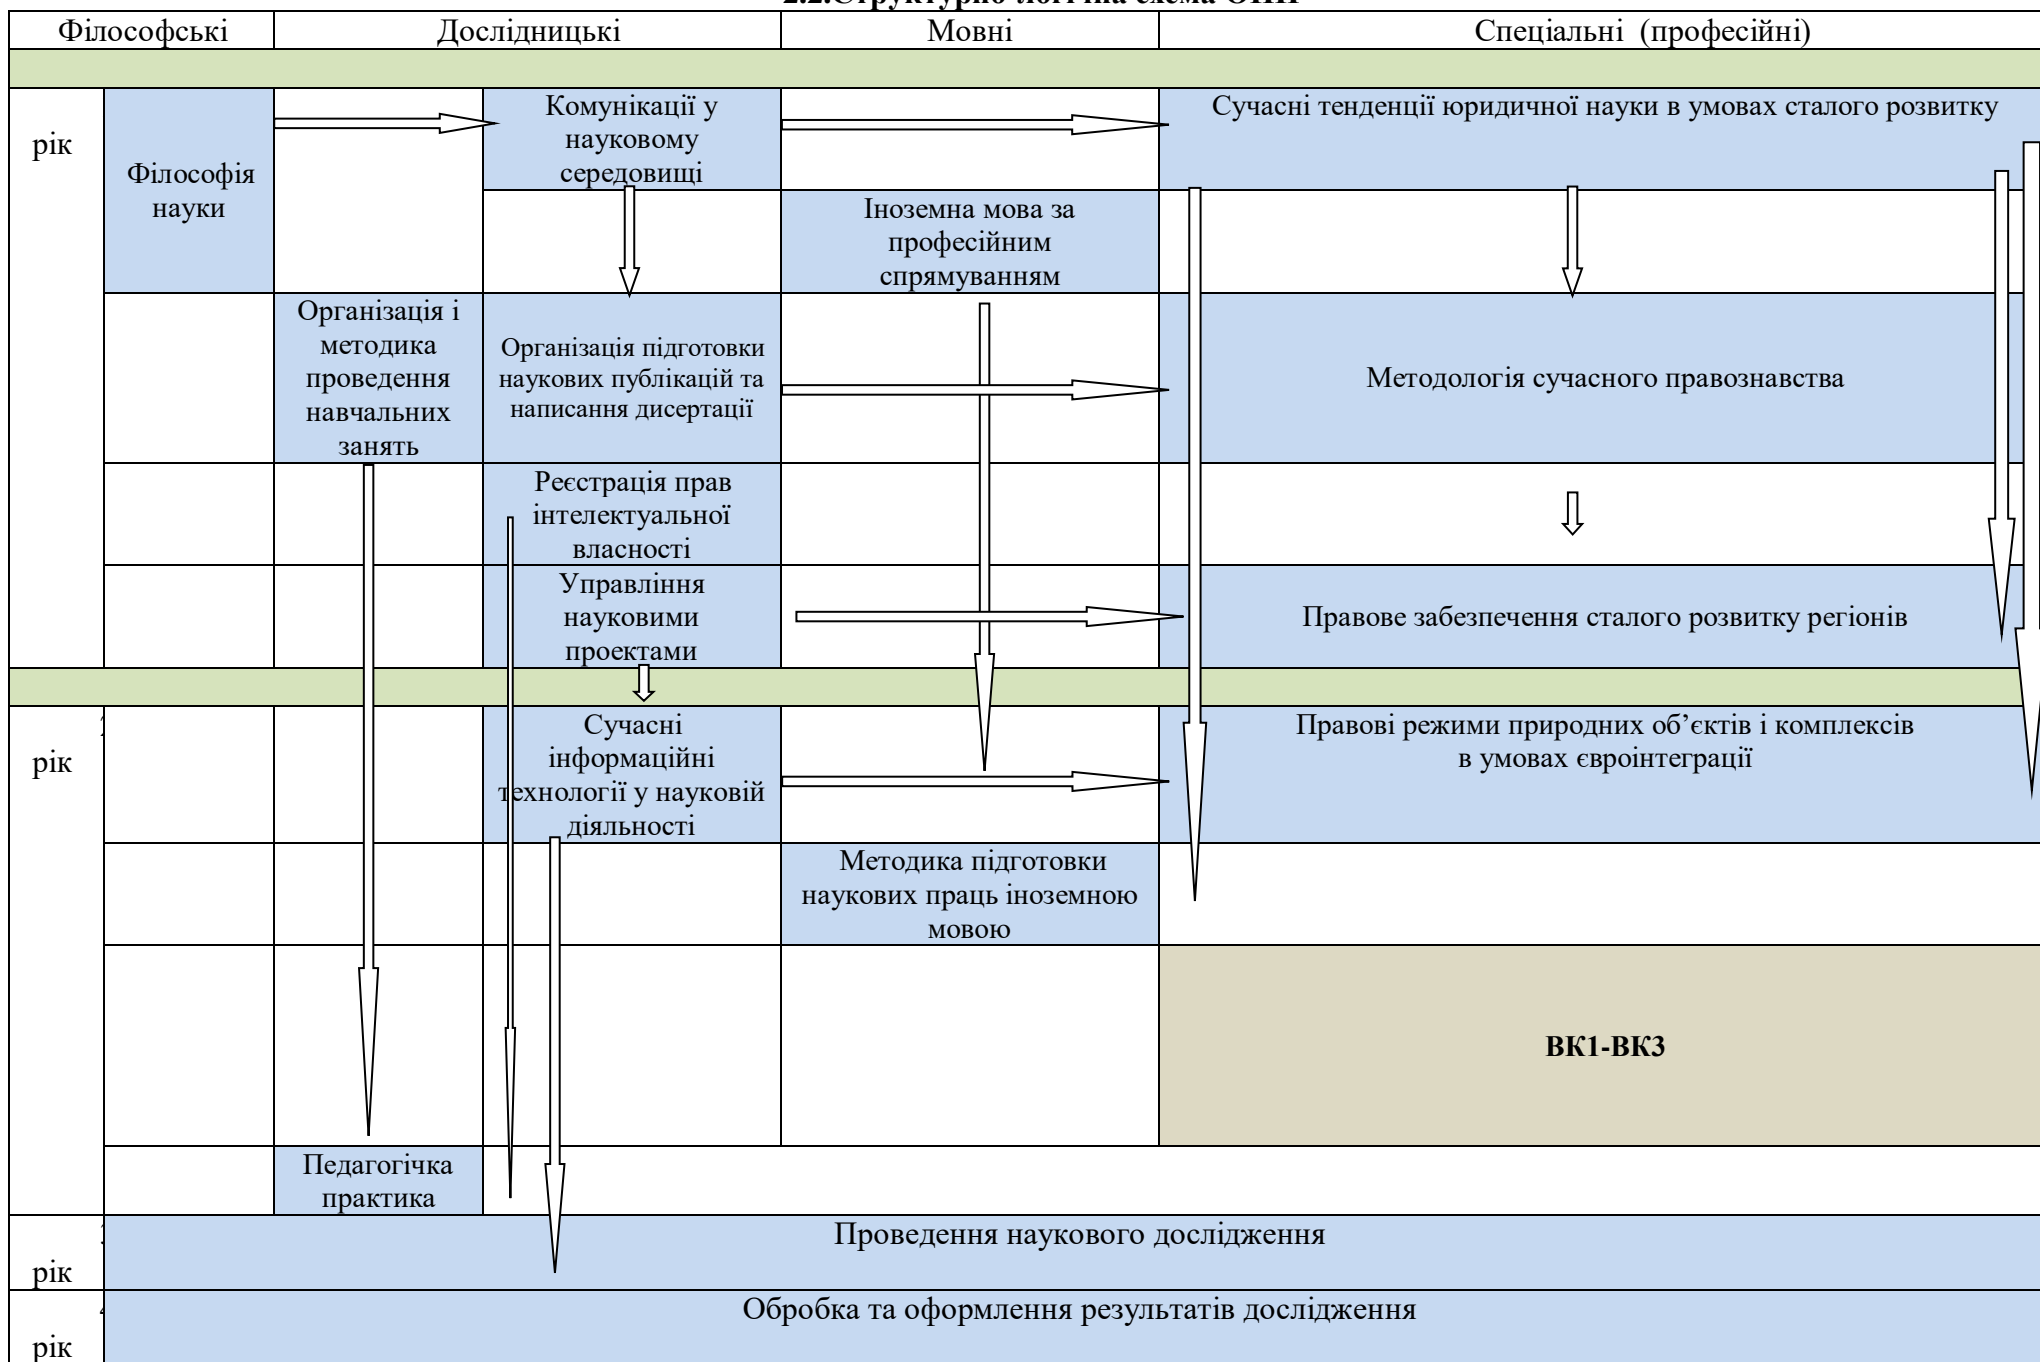 Філософські
Дослідницькі
Мовні
Спеціальні (професійні)
рік
Філософія
науки
Комунікації у
науковому
середовищі
Сучасні тенденції юридичної науки в умовах сталого розвитку
Іноземна мова за
професійним
спрямуванням
Організація і
методика
проведення
навчальних
занять
Організація підготовки
наукових публікацій та
написання дисертації
Методологія сучасного правознавства
Реєстрація прав
інтелектуальної
власності
Управління
науковими
проектами
Правове забезпечення сталого розвитку регіонів
рік
Сучасні
інформаційні
технології у науковій
діяльності
Правові режими природних об’єктів і комплексів
в умовах євроінтеграції
Методика підготовки
наукових праць іноземною
мовою
ВК1-ВК3
Педагогічка
практика
рік
Проведення наукового дослідження
рік
Обробка та оформлення результатів дослідження